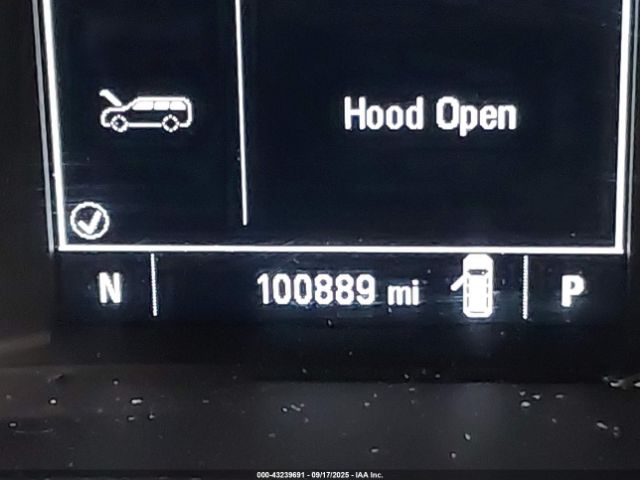 Hood Open
N 100889 mi P
000-43239691 - 09/17/2025 - IAA Inc.